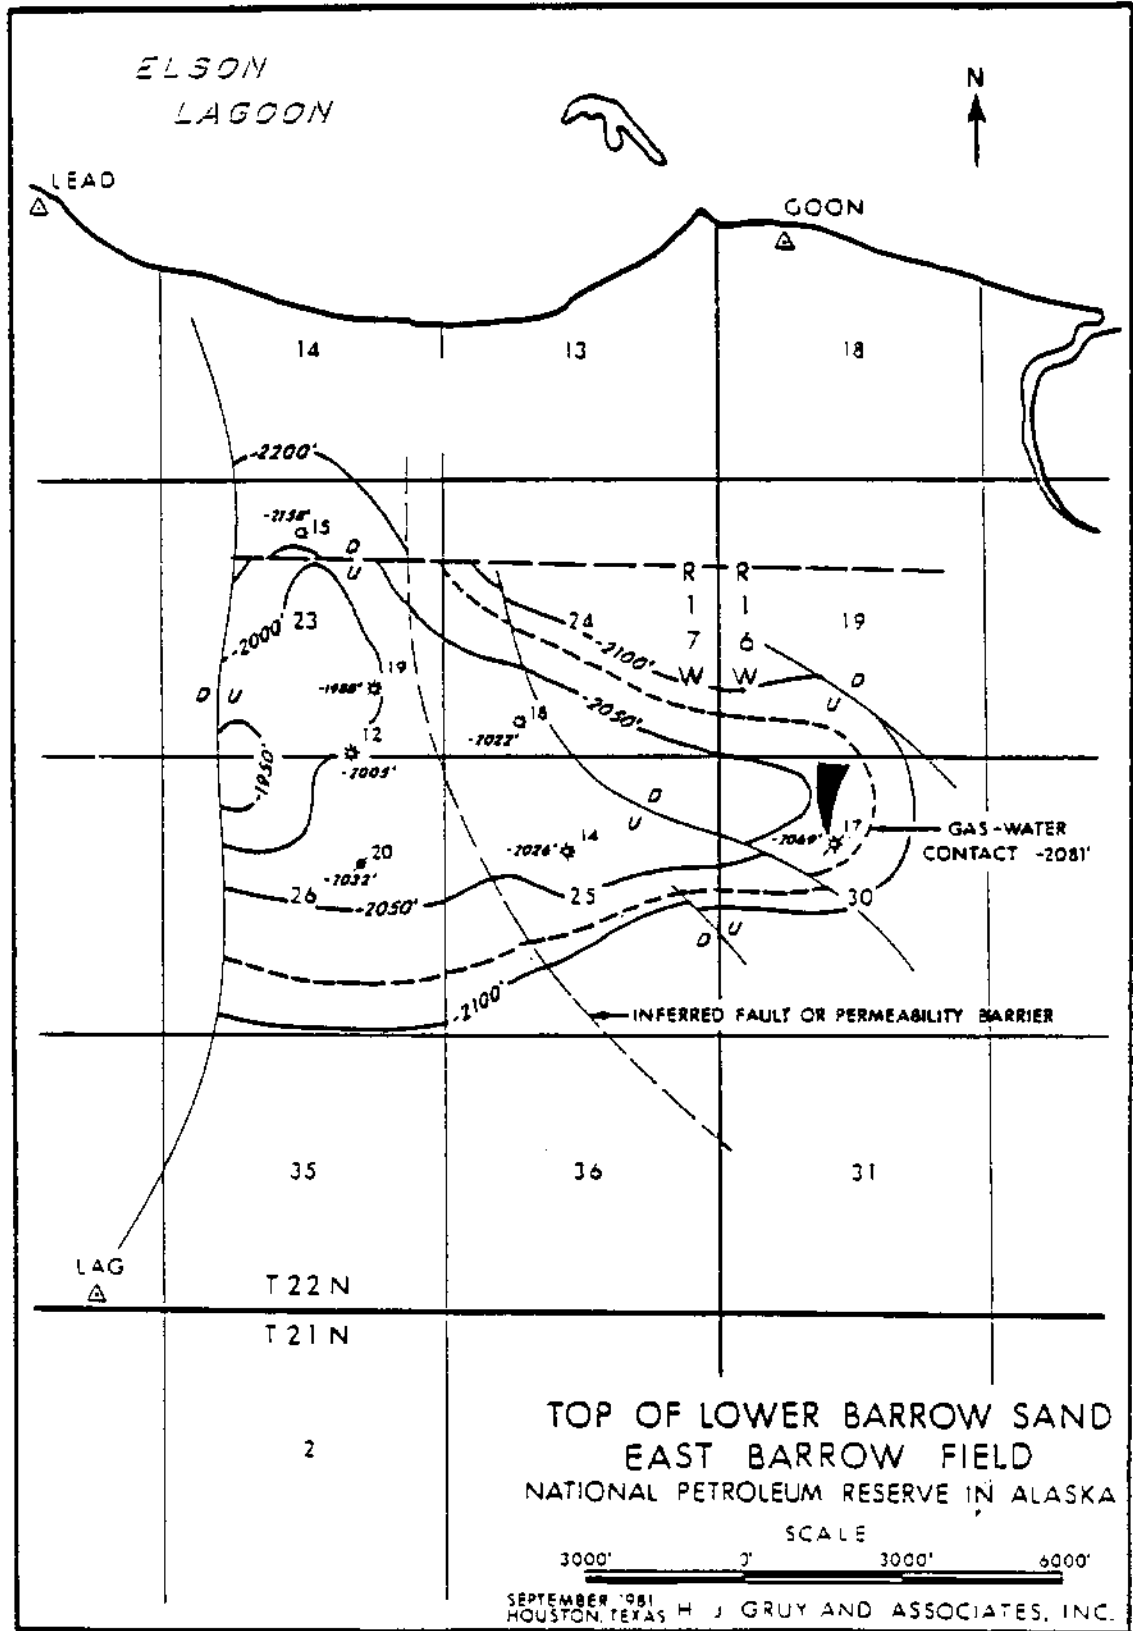 ELSON
LAGOON
N
LEAD
GOON
14
13
18
-2200'
-2158'
15
D
U
R R
1 1
7 6
W W
23
24
19
-2000'
-2100'
D
U
19
D U
-1988'
-2050'
18
-2022'
12
-2005'
-1950'
D
U
17
-2069'
GAS-WATER
CONTACT -2081'
14
-2026'
20
-2032'
26
-2050'
25
30
D U
-2100'
INFERRED FAULT OR PERMEABILITY BARRIER
35
36
31
LAG
T 22 N
T 21 N
2
TOP OF LOWER BARROW SAND
EAST BARROW FIELD
NATIONAL PETROLEUM RESERVE IN ALASKA
SCALE
3000' 0' 3000' 6000'
SEPTEMBER 1981
HOUSTON, TEXAS
H J GRUY AND ASSOCIATES, INC.